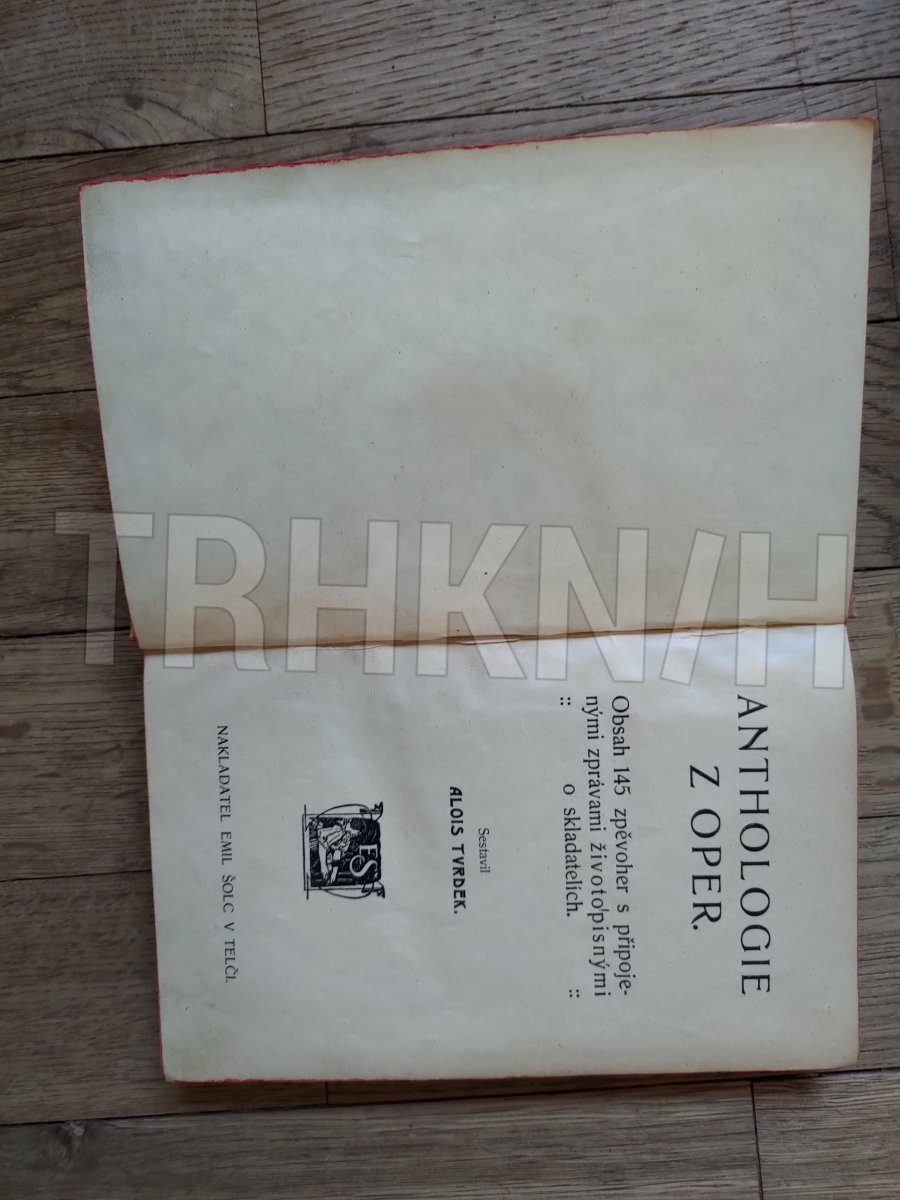 ANTHOLOGIE
Z OPER.
Obsah 145 zpěvoher s připoje-
nými zprávami životopisnými
:: o skladatelích. ::
Sestavil
ALOIS TVRDEK.
ES
NAKLADATEL EMIL ŠOLC V TELČI.
TRHKNIH